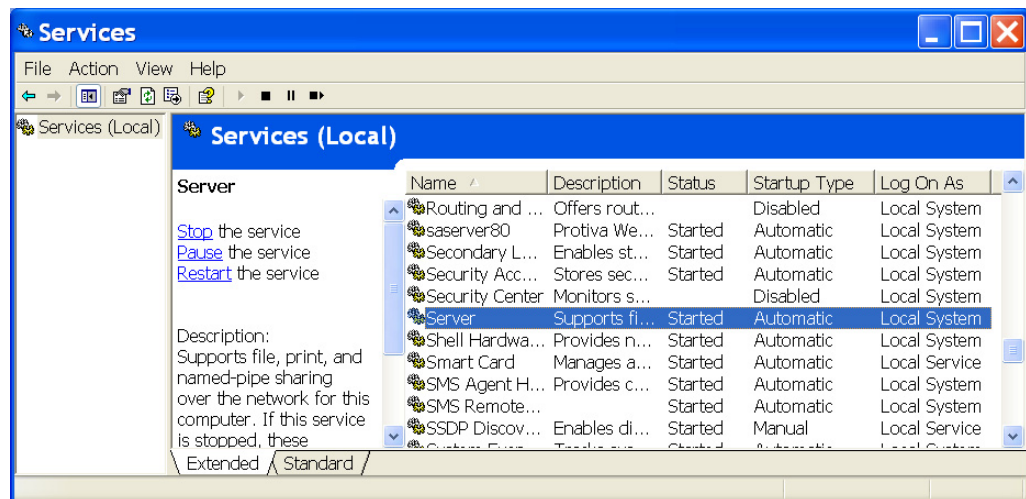 Services
File Action View Help
Services (Local)
Services (Local)
Server
Stop the service
Pause the service
Restart the service
Description:
Supports file, print, and
named-pipe sharing
over the network for this
computer. If this service
is stopped, these
Name Description Status Startup Type Log On As
Routing and ... Offers rout... Disabled Local System
saserver80 Protiva We... Started Automatic Local System
Secondary L... Enables st... Started Automatic Local System
Security Acc... Stores sec... Started Automatic Local System
Security Center Monitors s... Disabled Local System
Server Supports fi... Started Automatic Local System
Shell Hardwa... Provides n... Started Automatic Local System
Smart Card Manages a... Started Automatic Local Service
SMS Agent H... Provides c... Started Automatic Local System
SMS Remote... Started Automatic Local System
SSDP Discov... Enables di... Started Manual Local Service
Extended Standard